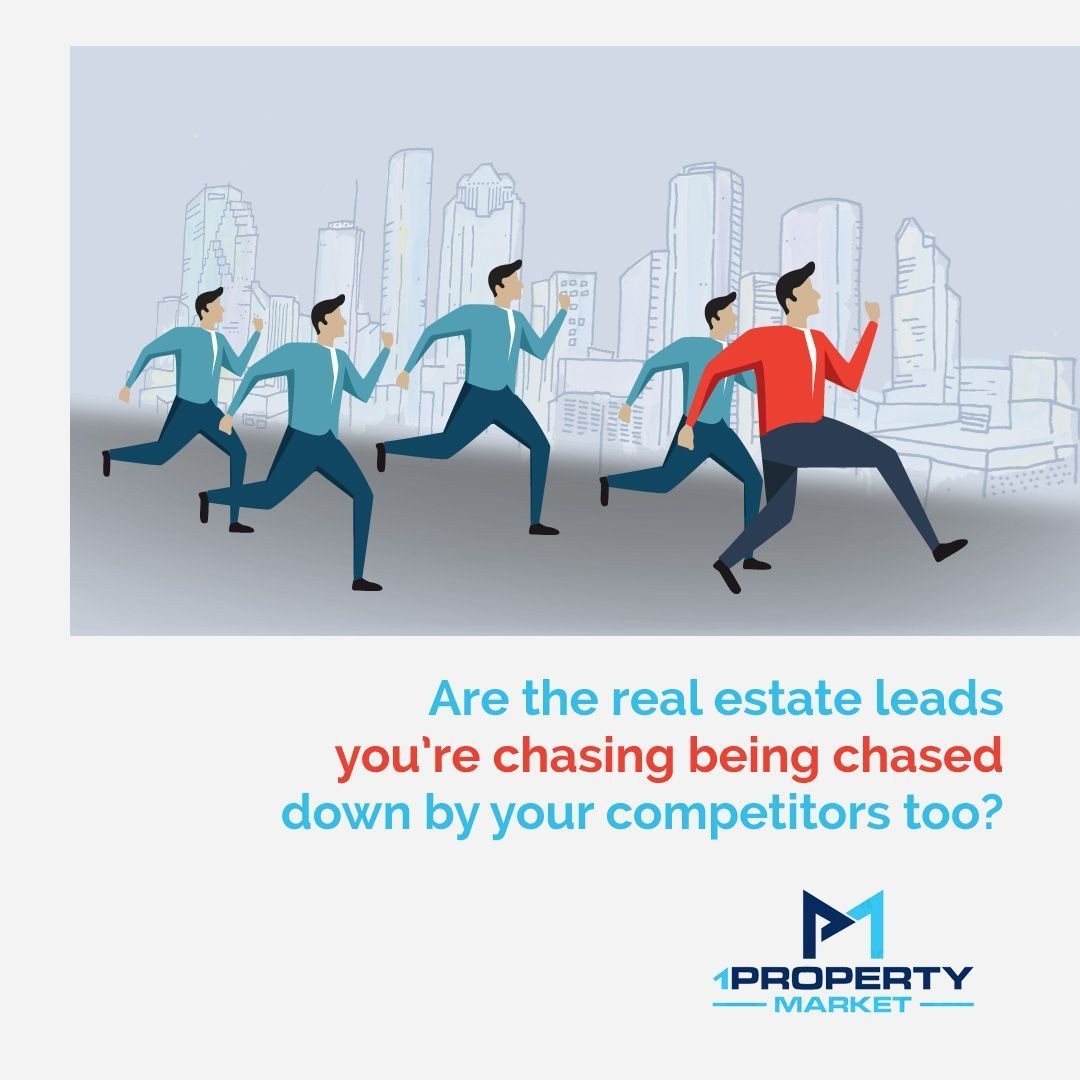 Are the real estate leads
you’re chasing being chased
down by your competitors too?
1PROPERTY
MARKET